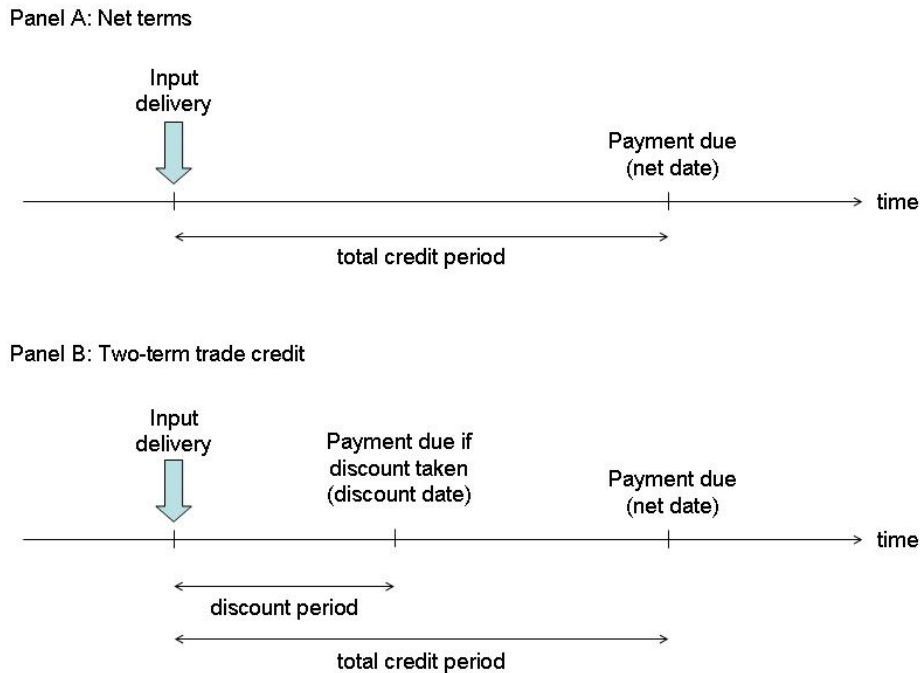 Panel A: Net terms
Input
delivery
Payment due
(net date)
time
total credit period
Panel B: Two-term trade credit
Input
delivery
Payment due if
discount taken
(discount date)
Payment due
(net date)
time
discount period
total credit period